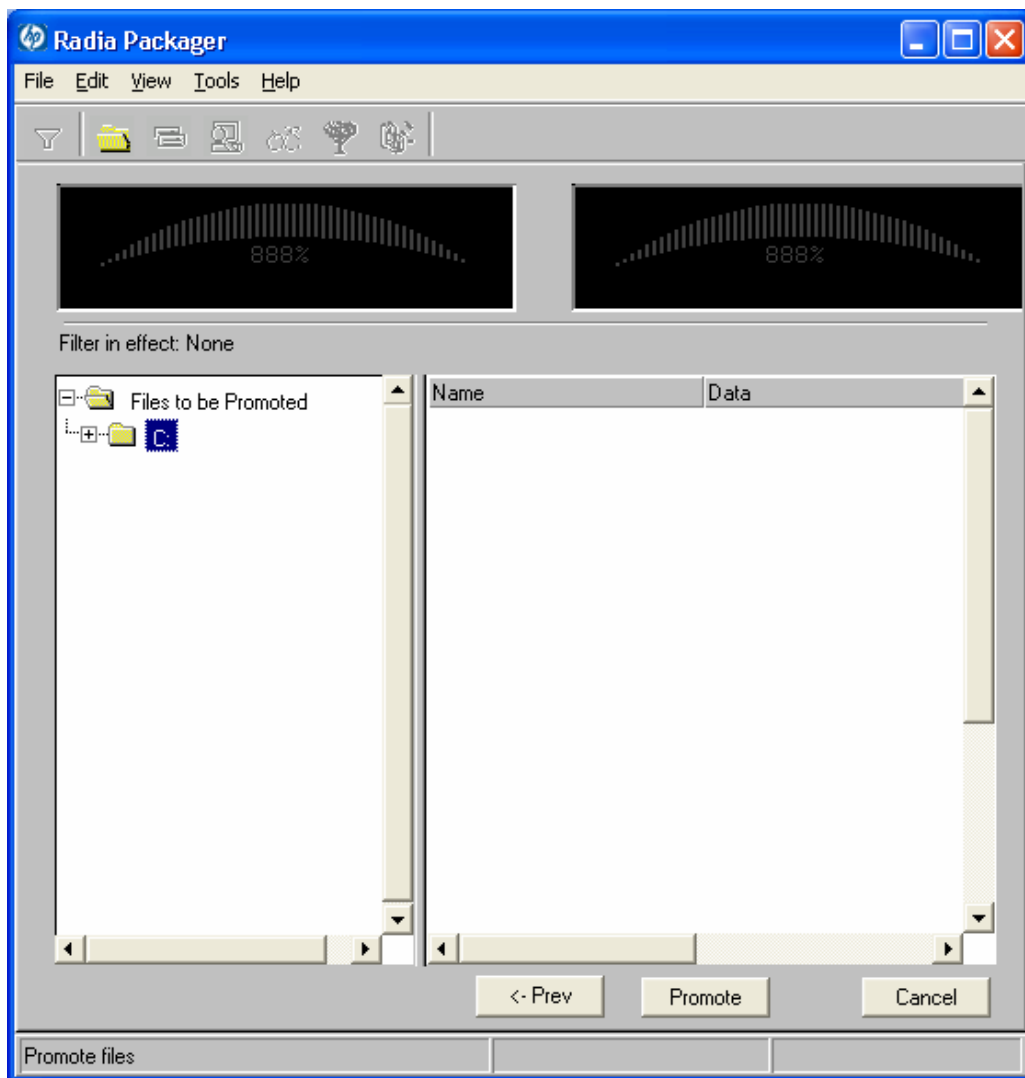 hp Radia Packager
File Edit View Tools Help
888% 888%
Filter in effect: None
Files to be Promoted
C:
Name Data
<- Prev Promote Cancel
Promote files